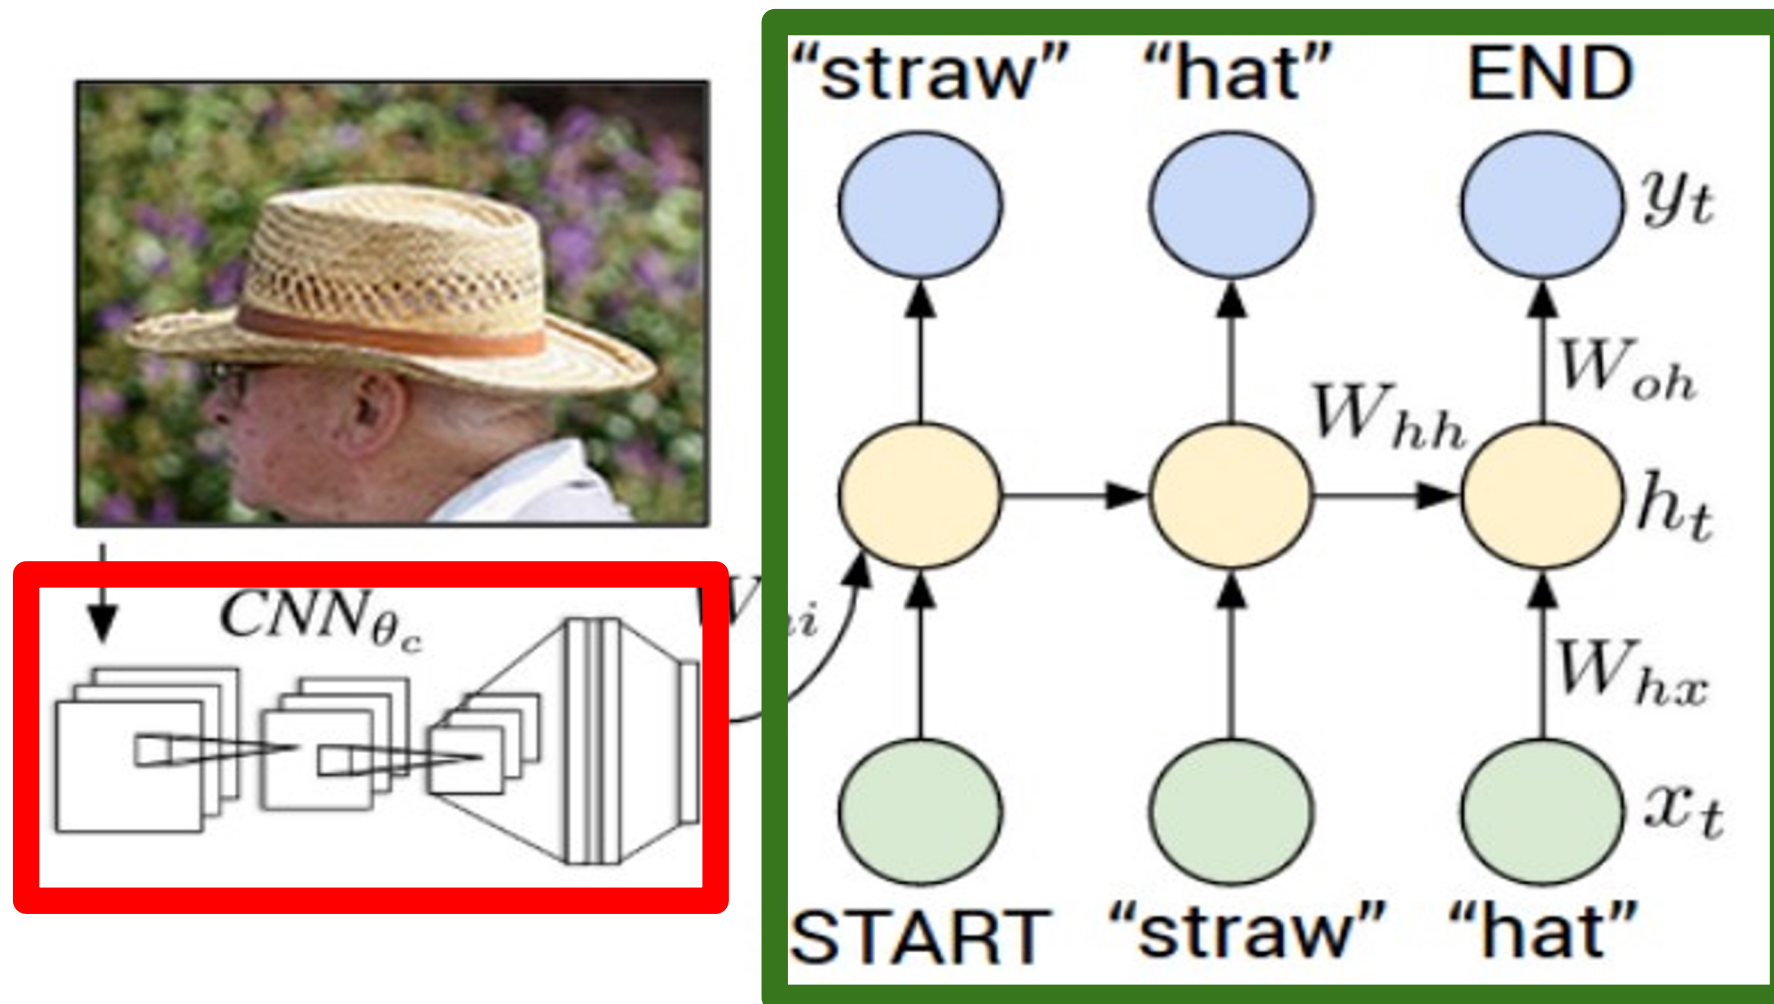 “straw” “hat” END
y_t
W_oh
W_hh
h_t
CNN_θc
W_hx
x_t
START “straw” “hat”